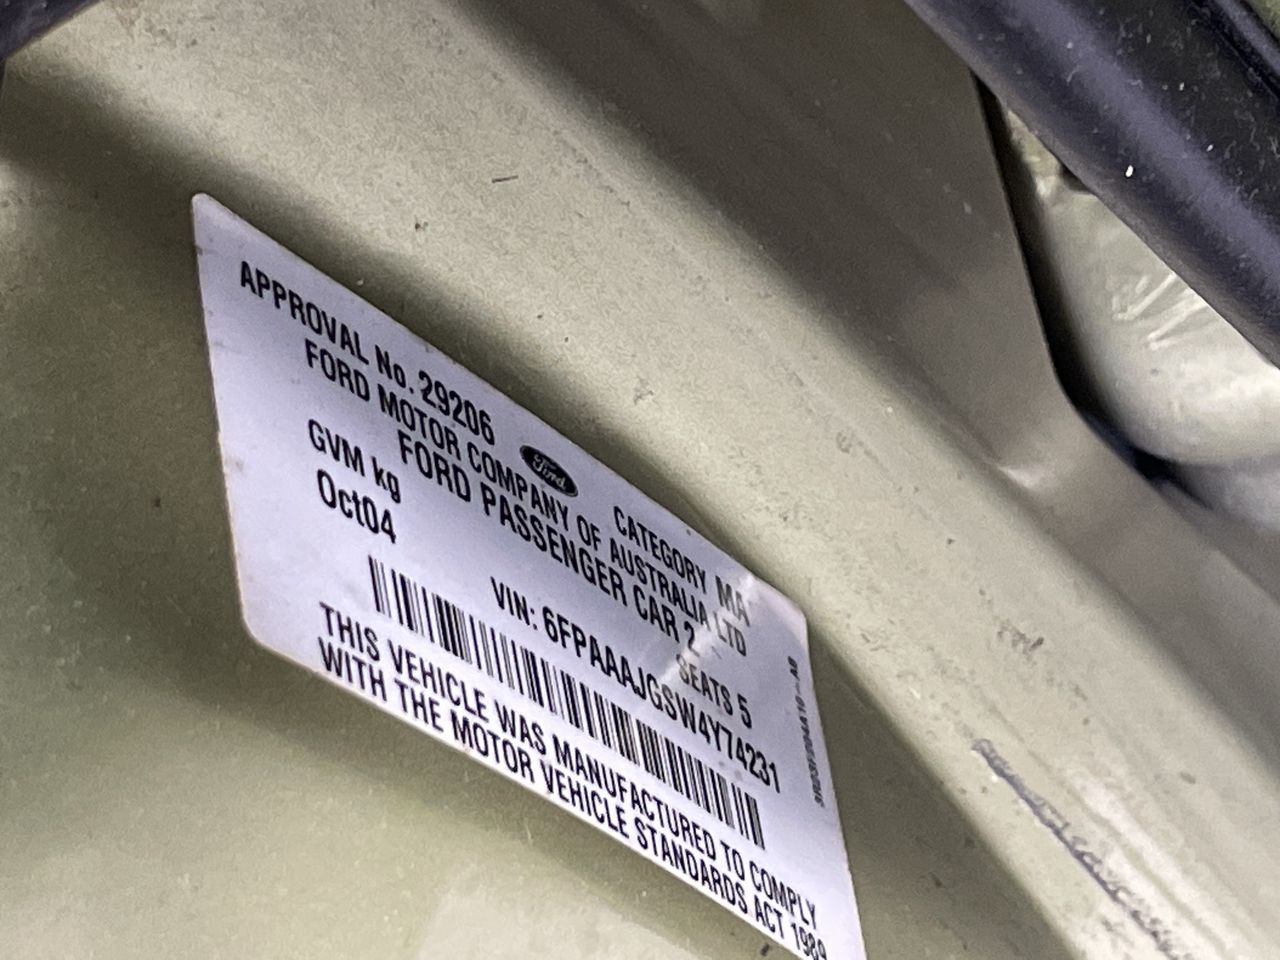 APPROVAL No. 29206 Ford CATEGORY MA
FORD MOTOR COMPANY OF AUSTRALIA LTD
FORD PASSENGER CAR 2
GVM kg SEATS 5
Oct04 VIN: 6FPAAAJGSW4Y74231
THIS VEHICLE WAS MANUFACTURED TO COMPLY
WITH THE MOTOR VEHICLE STANDARDS ACT 1989